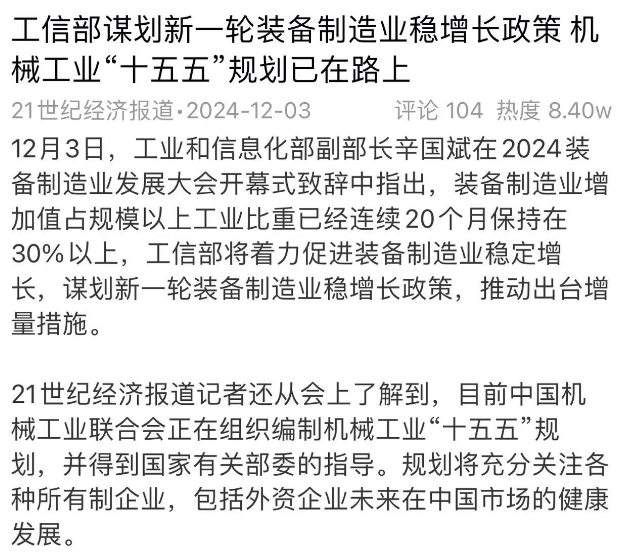 工信部谋划新一轮装备制造业稳增长政策 机
械工业“十五五”规划已在路上
21世纪经济报道·2024-12-03 评论 104 热度 8.40w
12月3日，工业和信息化部副部长辛国斌在2024装
备制造业发展大会开幕式致辞中指出，装备制造业增
加值占规模以上工业比重已经连续20个月保持在
30%以上，工信部将着力促进装备制造业稳定增
长，谋划新一轮装备制造业稳增长政策，推动出台增
量措施。
21世纪经济报道记者还从会上了解到，目前中国机
械工业联合会正在组织编制机械工业“十五五”规
划，并得到国家有关部委的指导。规划将充分关注各
种所有制企业，包括外资企业未来在中国市场的健康
发展。